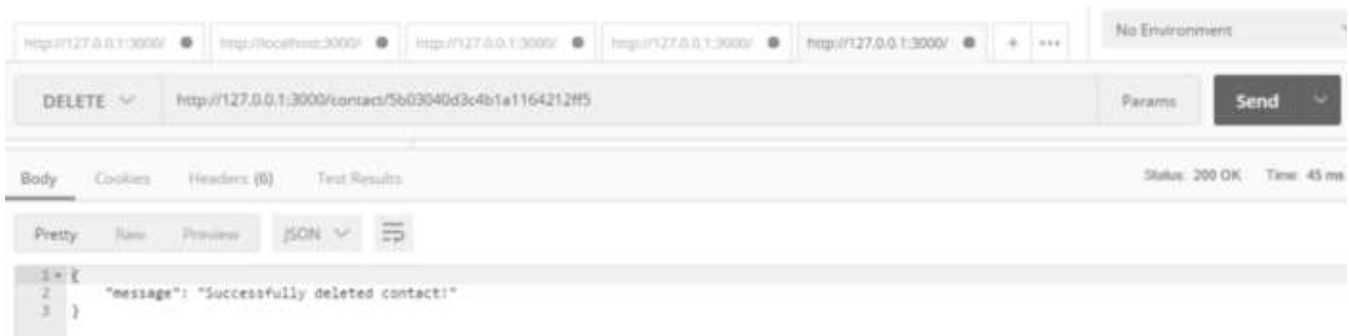 http://127.0.0.1:3000/ http://localhost:3000/ http://127.0.0.1:3000/ http://127.0.0.1:3000/ http://127.0.0.1:3000/ + ••• No Environment
DELETE http://127.0.0.1:3000/contact/5b03040d3c4b1a1164212ff5 Params Send
Body Cookies Headers (6) Test Results Status: 200 OK Time: 45 ms
Pretty Raw Preview JSON
1 {
2 "message": "Successfully deleted contact!"
3 }